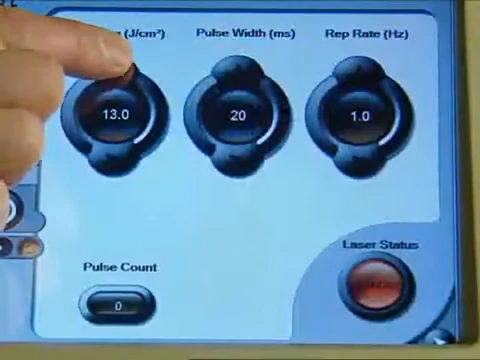 (J/cm²) Pulse Width (ms) Rep Rate (Hz)
13.0 20 1.0
Laser Status
Pulse Count
0